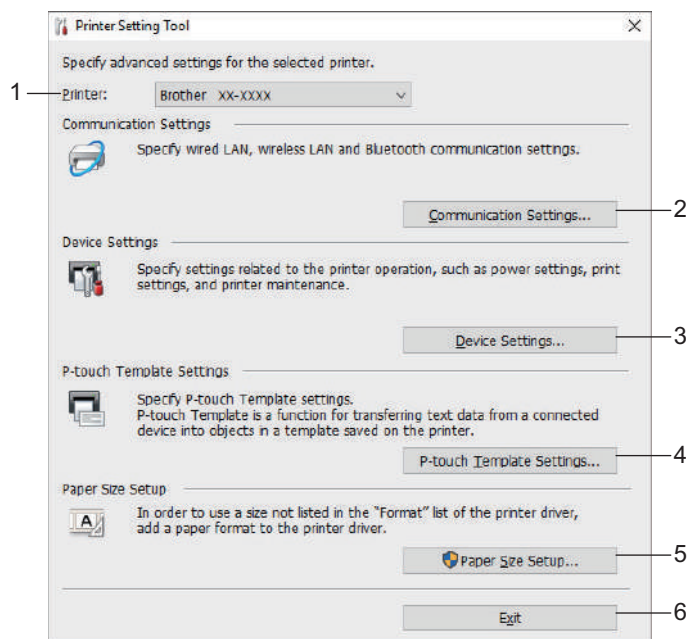 Printer Setting Tool
Specify advanced settings for the selected printer.
1
Printer: Brother XX-XXXX
Communication Settings
Specify wired LAN, wireless LAN and Bluetooth communication settings.
Communication Settings... 2
Device Settings
Specify settings related to the printer operation, such as power settings, print
settings, and printer maintenance.
Device Settings... 3
P-touch Template Settings
Specify P-touch Template settings.
P-touch Template is a function for transferring text data from a connected
device into objects in a template saved on the printer.
P-touch Template Settings... 4
Paper Size Setup
A
In order to use a size not listed in the "Format" list of the printer driver,
add a paper format to the printer driver.
Paper Size Setup... 5
Exit 6